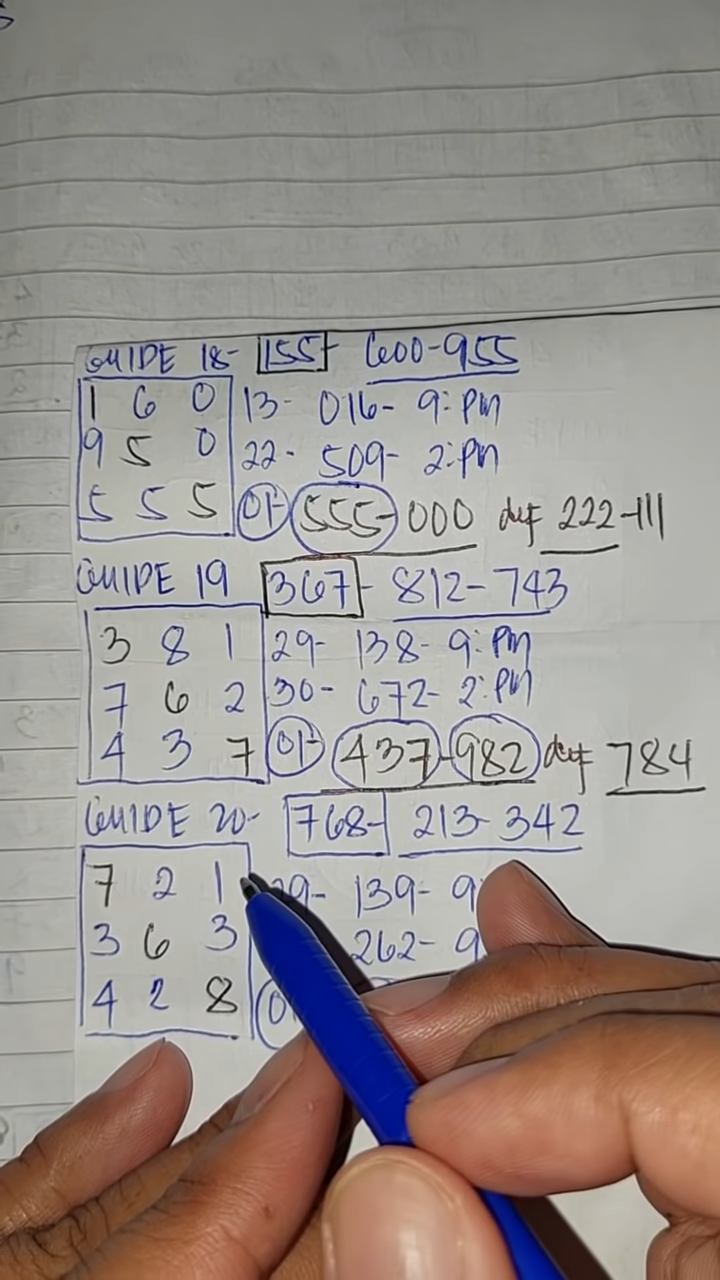 GUIDE 18- 155- 600-955
1 6 0 13- 016- 9:PM
9 5 0 22- 509- 2:PM
5 5 5 01- 555-000 def 222-111
GUIDE 19 367- 812-743
3 8 1 29- 138- 9:PM
7 6 2 30- 672- 2:PM
4 3 7 01- 437-982 def 784
GUIDE 20- 768- 213-342
7 2 1 29- 139- 9
3 6 3 262- 9
4 2 8